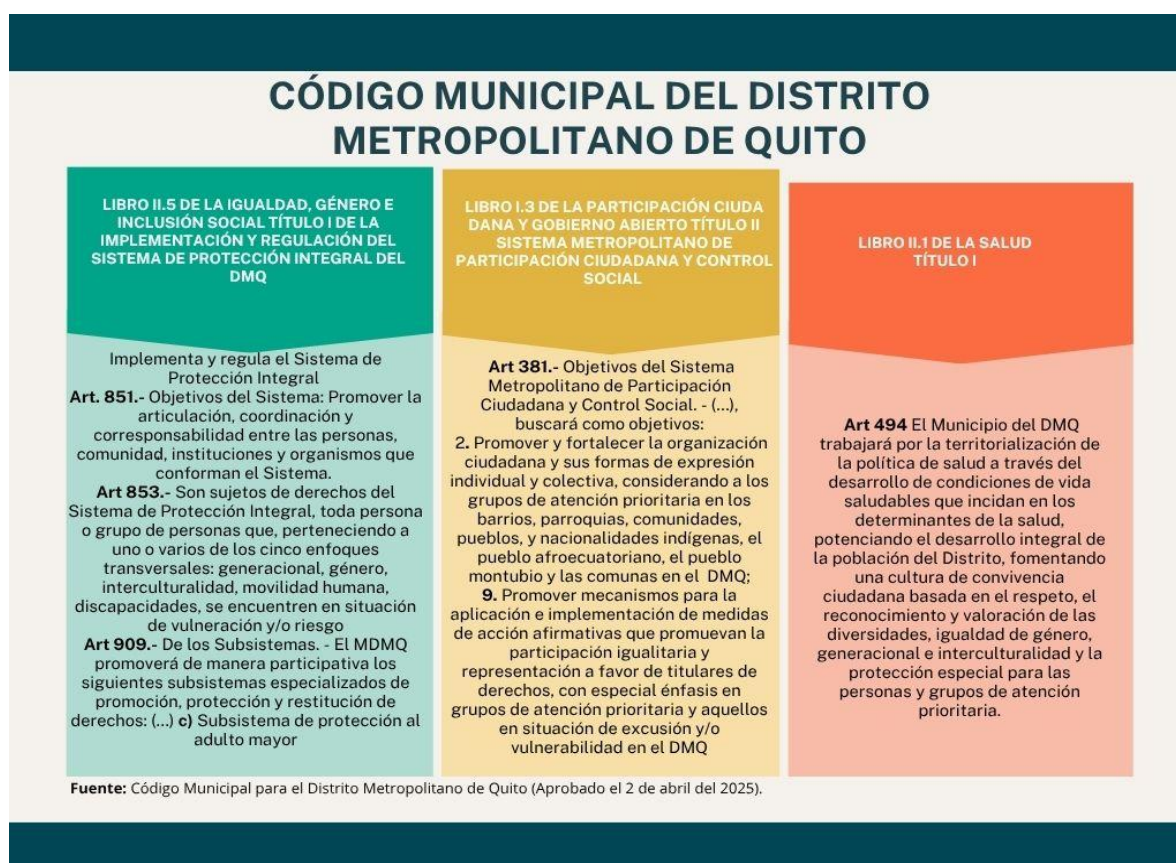 CÓDIGO MUNICIPAL DEL DISTRITO
METROPOLITANO DE QUITO
LIBRO II.5 DE LA IGUALDAD, GÉNERO E
INCLUSIÓN SOCIAL TÍTULO I DE LA
IMPLEMENTACIÓN Y REGULACIÓN DEL
SISTEMA DE PROTECCIÓN INTEGRAL DEL
DMQ
Implementa y regula el Sistema de
Protección Integral
Art. 851.- Objetivos del Sistema: Promover la
articulación, coordinación y
corresponsabilidad entre las personas,
comunidad, instituciones y organismos que
conforman el Sistema.
Art 853.- Son sujetos de derechos del
Sistema de Protección Integral, toda persona
o grupo de personas que, perteneciendo a
uno o varios de los cinco enfoques
transversales: generacional, género,
interculturalidad, movilidad humana,
discapacidades, se encuentren en situación
de vulneración y/o riesgo
Art 909.- De los Subsistemas. - El MDMQ
promoverá de manera participativa los
siguientes subsistemas especializados de
promoción, protección y restitución de
derechos: (...) c) Subsistema de protección al
adulto mayor
LIBRO I.3 DE LA PARTICIPACIÓN CIUDA
DANA Y GOBIERNO ABIERTO TÍTULO II
SISTEMA METROPOLITANO DE
PARTICIPACIÓN CIUDADANA Y CONTROL
SOCIAL
Art 381.- Objetivos del Sistema
Metropolitano de Participación
Ciudadana y Control Social. - (...),
buscará como objetivos:
2. Promover y fortalecer la organización
ciudadana y sus formas de expresión
individual y colectiva, considerando a los
grupos de atención prioritaria en los
barrios, parroquias, comunidades,
pueblos, y nacionalidades indígenas, el
pueblo afroecuatoriano, el pueblo
montubio y las comunas en el DMQ;
9. Promover mecanismos para la
aplicación e implementación de medidas
de acción afirmativas que promuevan la
participación igualitaria y
representación a favor de titulares de
derechos, con especial énfasis en
grupos de atención prioritaria y aquellos
en situación de excusión y/o
vulnerabilidad en el DMQ
LIBRO II.1 DE LA SALUD
TÍTULO I
Art 494 El Municipio del DMQ
trabajará por la territorialización de
la política de salud a través del
desarrollo de condiciones de vida
saludables que incidan en los
determinantes de la salud,
potenciando el desarrollo integral de
la población del Distrito, fomentando
una cultura de convivencia
ciudadana basada en el respeto, el
reconocimiento y valoración de las
diversidades, igualdad de género,
generacional e interculturalidad y la
protección especial para las
personas y grupos de atención
prioritaria.
Fuente: Código Municipal para el Distrito Metropolitano de Quito (Aprobado el 2 de abril del 2025).